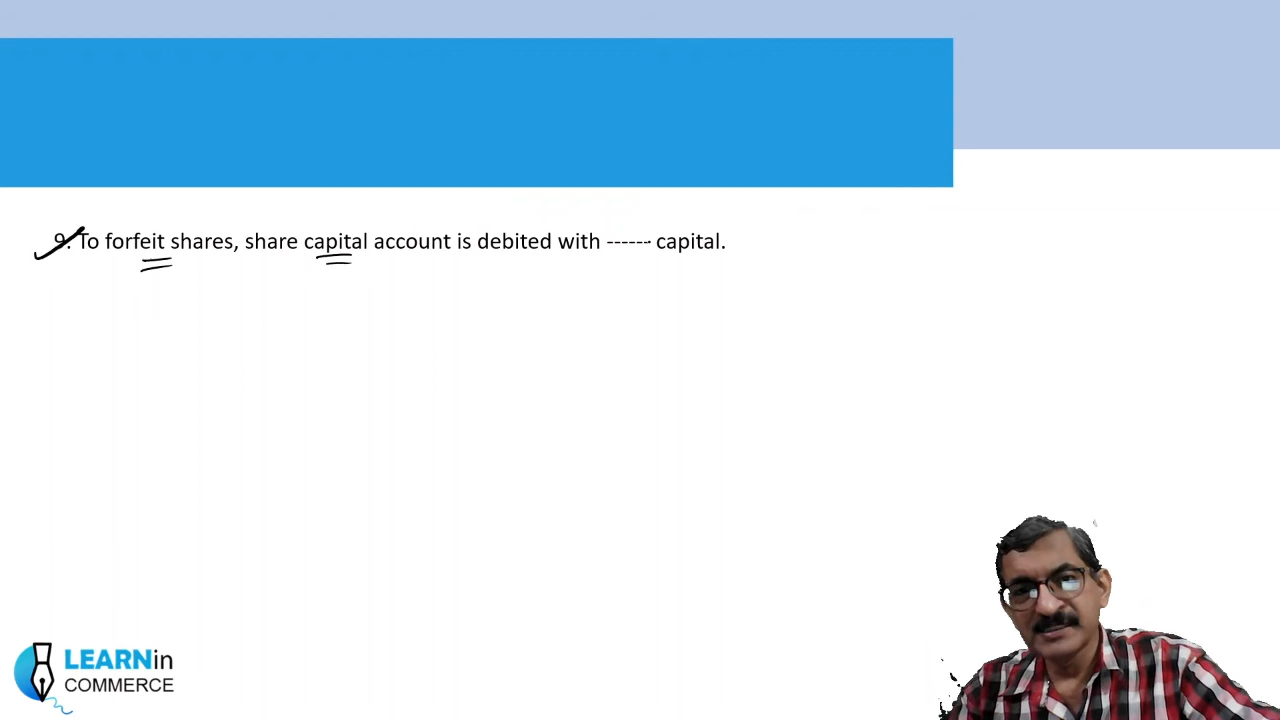 9. To forfeit shares, share capital account is debited with ------- capital.
LEARNin
COMMERCE